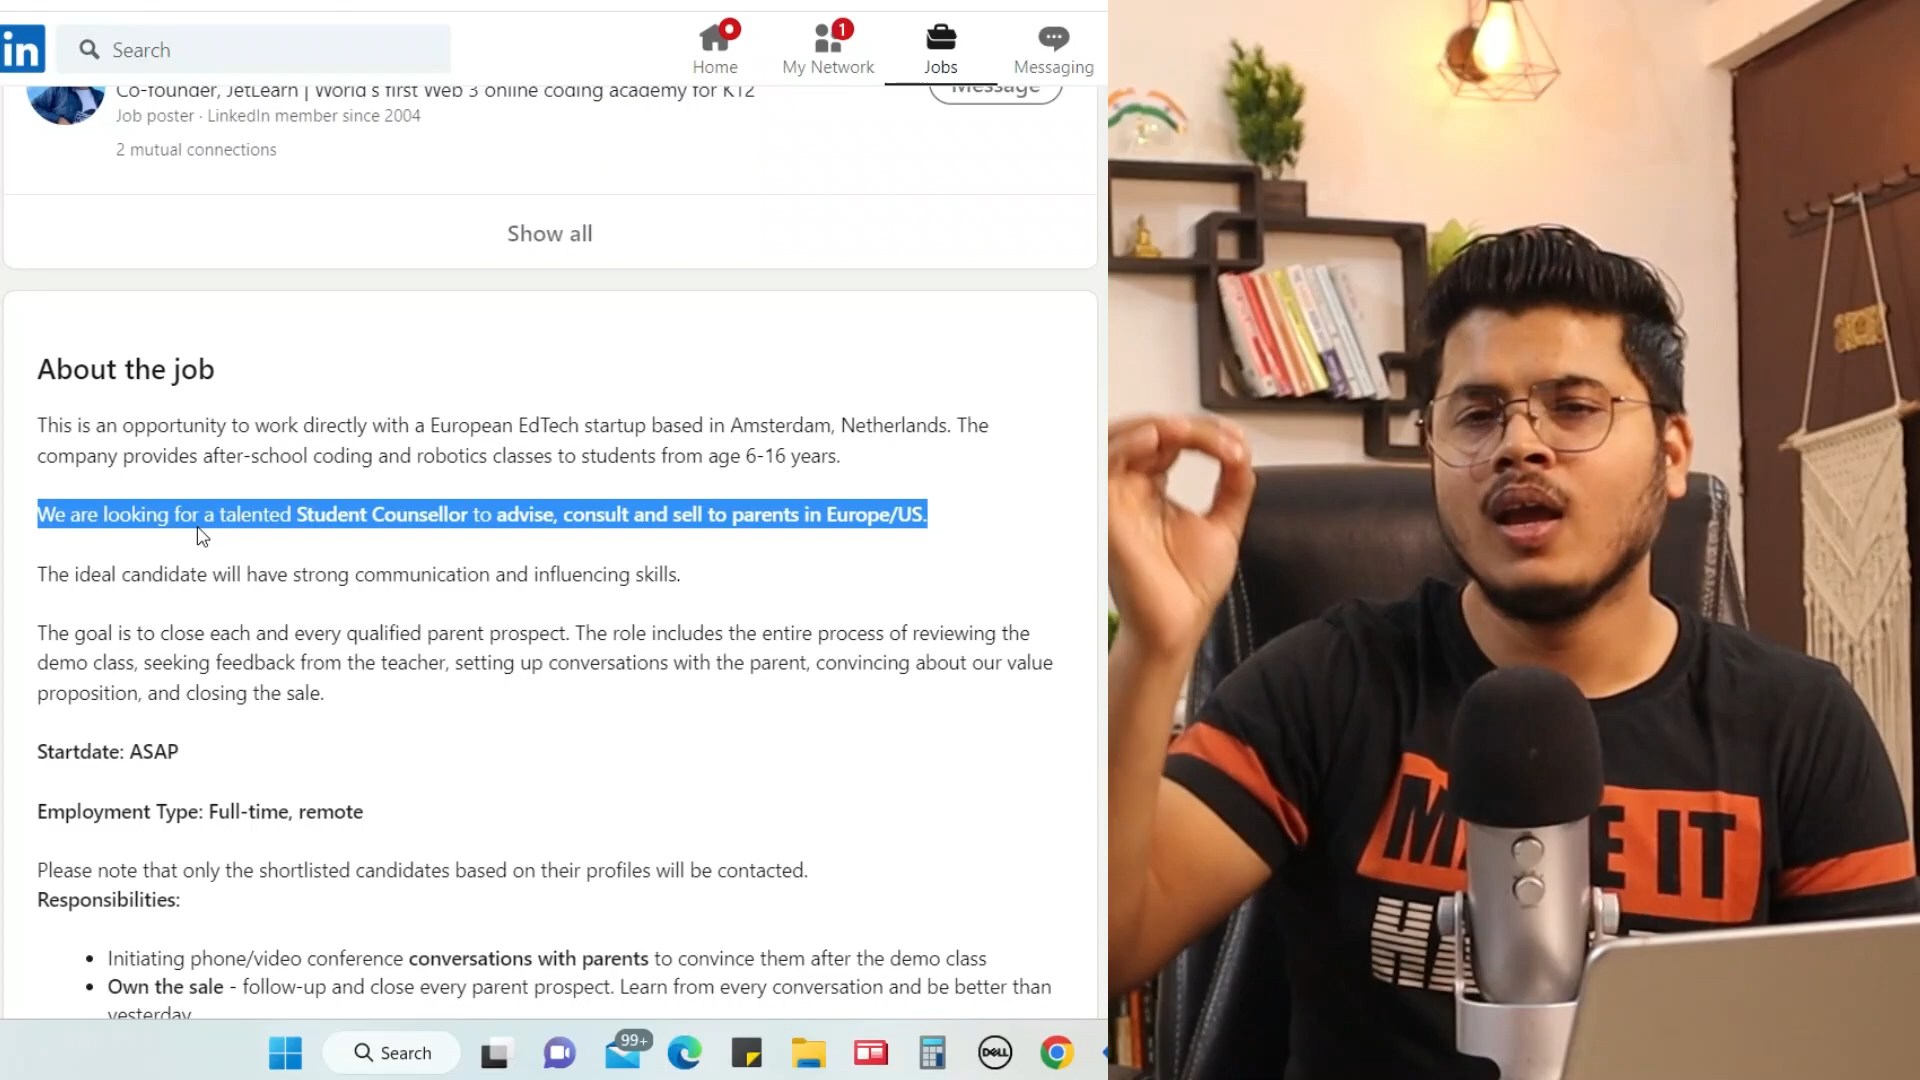 in
Search
Home
1
My Network
Jobs
Messaging
Co-founder, JetLearn | World's first Web 3 online coding academy for K12
Message
Job poster · LinkedIn member since 2004
2 mutual connections
Show all
About the job
This is an opportunity to work directly with a European EdTech startup based in Amsterdam, Netherlands. The
company provides after-school coding and robotics classes to students from age 6-16 years.
We are looking for a talented Student Counsellor to advise, consult and sell to parents in Europe/US.
The ideal candidate will have strong communication and influencing skills.
The goal is to close each and every qualified parent prospect. The role includes the entire process of reviewing the
demo class, seeking feedback from the teacher, setting up conversations with the parent, convincing about our value
proposition, and closing the sale.
Startdate: ASAP
Employment Type: Full-time, remote
Please note that only the shortlisted candidates based on their profiles will be contacted.
Responsibilities:
• Initiating phone/video conference conversations with parents to convince them after the demo class
• Own the sale - follow-up and close every parent prospect. Learn from every conversation and be better than
yesterday
Search
99+
DELL
IT